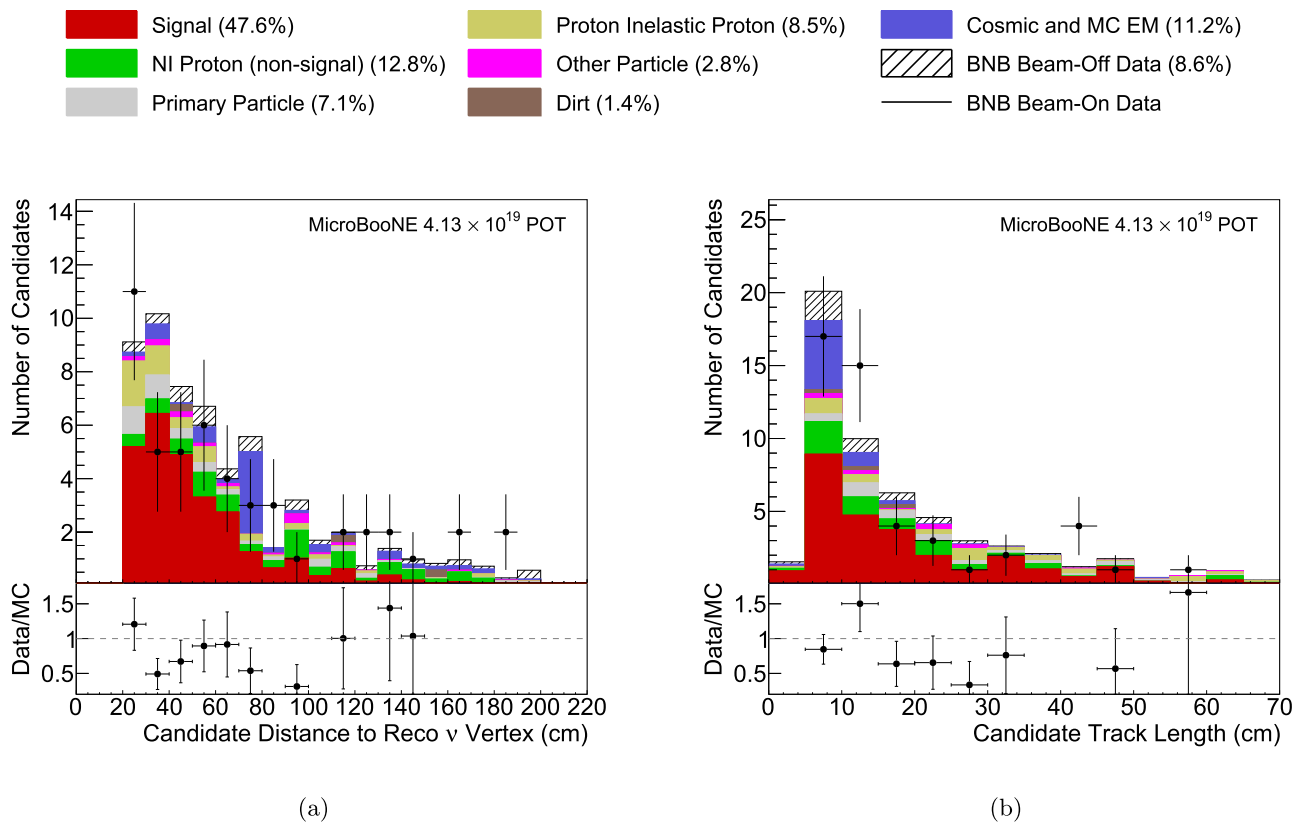 Signal (47.6%)
Proton Inelastic Proton (8.5%)
Cosmic and MC EM (11.2%)
NI Proton (non-signal) (12.8%)
Other Particle (2.8%)
BNB Beam-Off Data (8.6%)
Primary Particle (7.1%)
Dirt (1.4%)
BNB Beam-On Data
MicroBooNE 4.13 × 10¹⁹ POT
Number of Candidates
14
12
10
8
6
4
2
Data/MC
1.5
1
0.5
0 20 40 60 80 100 120 140 160 180 200 220
Candidate Distance to Reco ν Vertex (cm)
(a)
MicroBooNE 4.13 × 10¹⁹ POT
Number of Candidates
25
20
15
10
5
Data/MC
1.5
1
0.5
0 10 20 30 40 50 60 70
Candidate Track Length (cm)
(b)